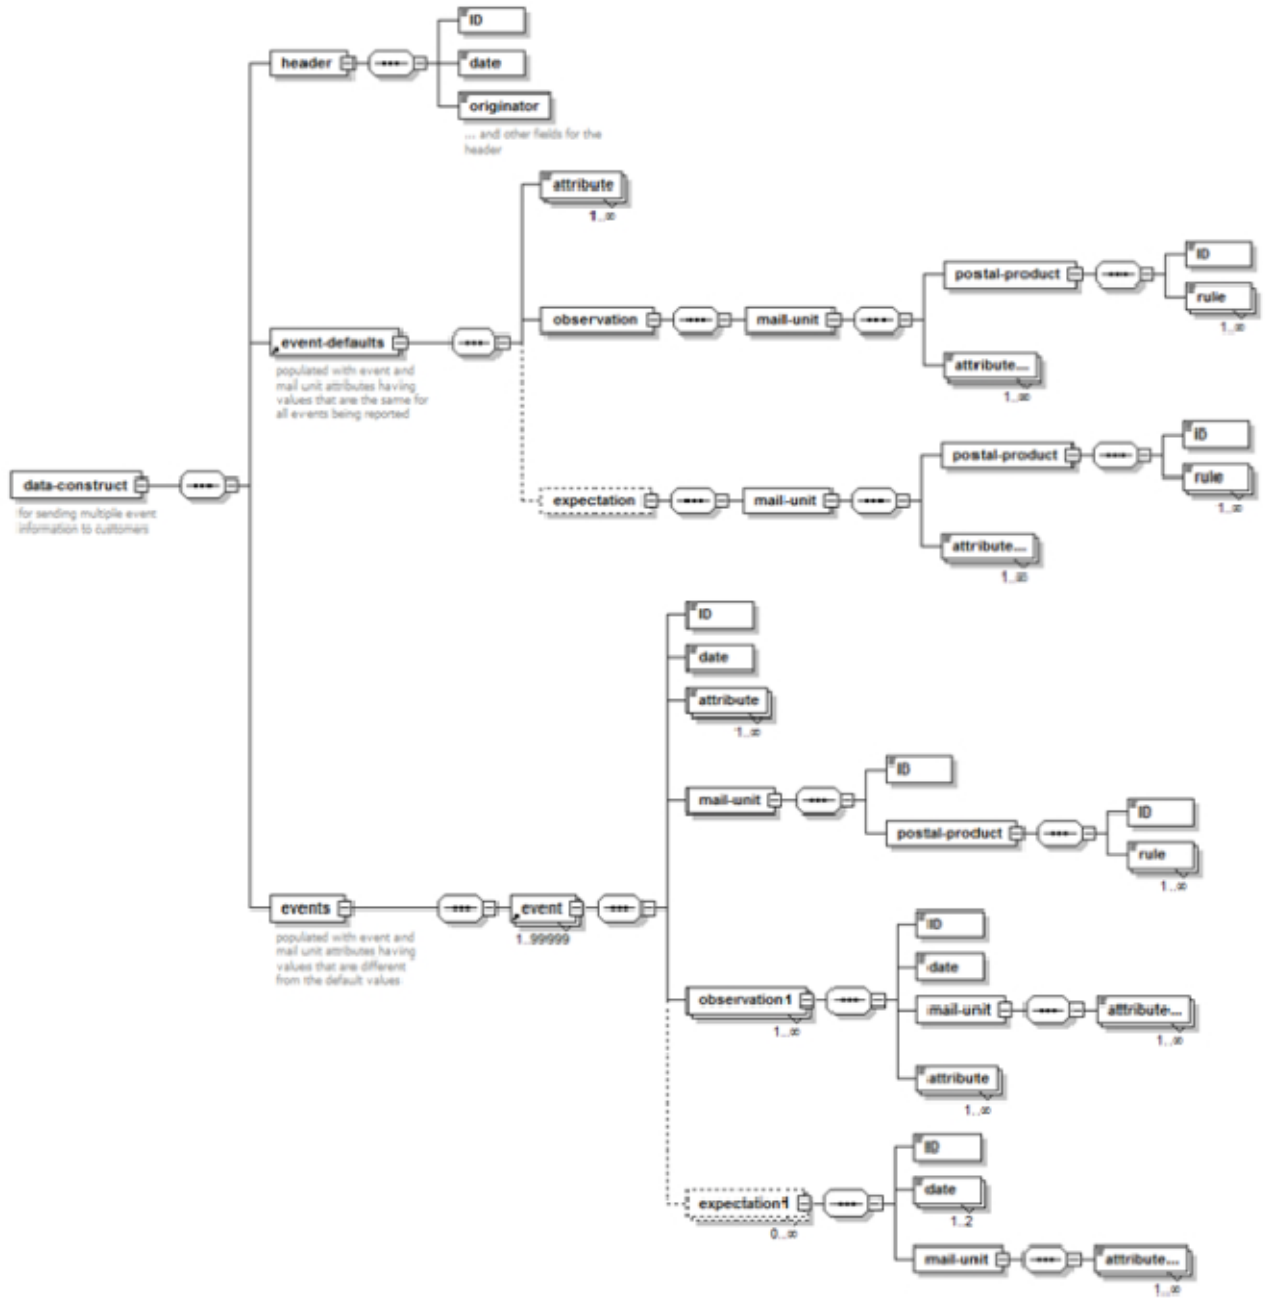 ID
header
date
originator
... and other fields for the
header
attribute
1..∞
postal-product
ID
rule
1..∞
observation
mail-unit
attribute...
1..∞
event-defaults
populated with event and
mail unit attributes having
values that are the same for
all events being reported
postal-product
ID
rule
1..∞
data-construct
for sending multiple event
information to customers
expectation
mail-unit
attribute...
1..∞
ID
date
attribute
1..∞
mail-unit
ID
postal-product
ID
rule
1..∞
events
populated with event and
mail unit attributes having
values that are different
from the default values
event
1..99999
observation1
1..∞
ID
date
mail-unit
attribute...
1..∞
attribute
1..∞
expectation1
0..∞
ID
date
1..2
mail-unit
attribute...
1..∞